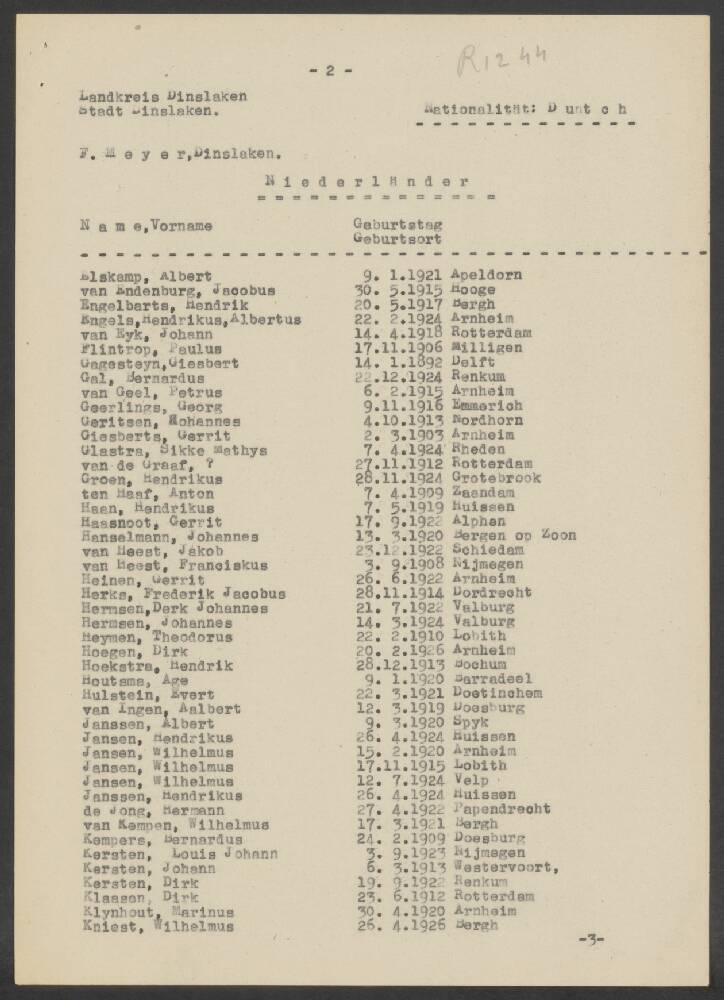 - 2 -
R1244
Landkreis Dinslaken
Stadt Dinslaken.
Nationalität: D unt c h
F. M e y e r, Dinslaken.
N i e d e r l ä n d e r
N a m e, Vorname Geburtstag
Geburtsort
Elskamp, Albert 9. 1.1921 Apeldorn
van Endenburg, Jacobus 30. 5.1915 Hooge
Engelbarts, Hendrik 20. 5.1917 Bergh
Engels, Hendrikus, Albertus 22. 2.1924 Arnheim
van Eyk, Johann 14. 4.1918 Rotterdam
Flintrop, Paulus 17.11.1906 Milligen
Gagesteyn, Giesbert 14. 1.1892 Delft
Gal, Bernardus 22.12.1924 Renkum
van Geel, Petrus 6. 2.1915 Arnheim
Geerlings, Georg 9.11.1916 Emmerich
Geritsen, Hohannes 4.10.1913 Nordhorn
Giesberts, Gerrit 2. 3.1903 Arnheim
Glastra, Sikke Mathys 7. 4.1924 Rheden
van de Graaf, ? 27.11.1912 Rotterdam
Groen, Hendrikus 28.11.1924 Grotebrook
ten Haaf, Anton 7. 4.1909 Zaandam
Haan, Hendrikus 7. 5.1919 Huissen
Haasnoot, Gerrit 17. 9.1922 Alphen
Hanselmann, Johannes 13. 3.1920 Bergen op Zoon
van Heest, Jakob 23.12.1922 Schiedam
van Heest, Franciskus 3. 9.1908 Nijmegen
Heinen, Gerrit 26. 6.1922 Arnheim
Herks, Frederik Jacobus 28.11.1914 Dordrecht
Hermsen, Derk Johannes 21. 7.1922 Valburg
Hermsen, Johannes 14. 3.1924 Valburg
Heymen, Theodorus 22. 2.1910 Lobith
Hoegen, Dirk 20. 2.1926 Arnheim
Hoekstra, Hendrik 28.12.1913 Bochum
Houtsma, Age 9. 1.1920 Barradeel
Hulstein, Evert 22. 3.1921 Doetinchem
van Ingen, Aalbert 12. 3.1919 Doesburg
Janssen, Albert 9. 3.1920 Spyk
Jansen, Hendrikus 26. 4.1924 Huissen
Jansen, Wilhelmus 15. 2.1920 Arnheim
Jansen, Wilhelmus 17.11.1915 Lobith
Jansen, Wilhelmus 12. 7.1924 Velp
Janssen, Hendrikus 26. 4.1924 Huissen
de Jong, Hermann 27. 4.1922 Papendrecht
van Kempen, Wilhelmus 17. 3.1921 Bergh
Kempers, Bernardus 24. 2.1909 Doesburg
Kersten, Louis Johann 3. 9.1923 Nijmegen
Kersten, Johann 6. 3.1913 Westervoort,
Kersten, Dirk 19. 9.1922 Renkum
Klaasen, Dirk 23. 6.1912 Rotterdam
Klynhout, Marinus 30. 4.1920 Arnheim
Kniest, Wilhelmus 26. 4.1926 Bergh
-3-